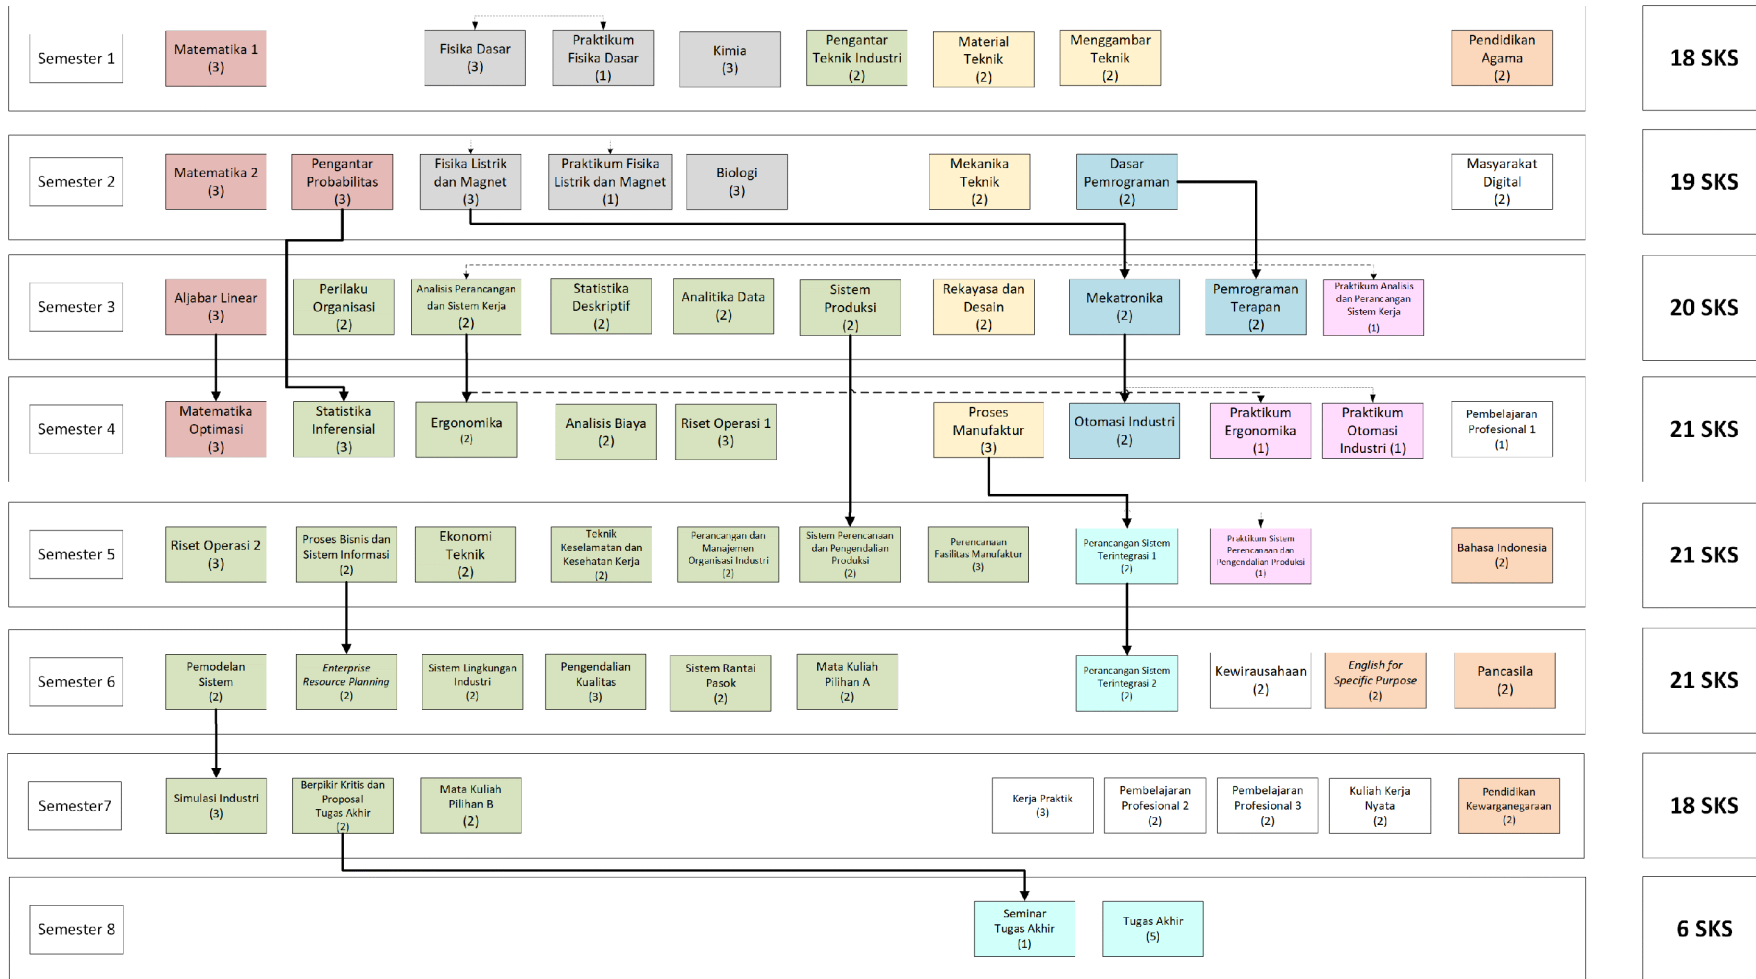 Semester 1
Matematika 1
(3)
Fisika Dasar
(3)
Praktikum
Fisika Dasar
(1)
Kimia
(3)
Pengantar
Teknik Industri
(2)
Material
Teknik
(2)
Menggambar
Teknik
(2)
Pendidikan
Agama
(2)
18 SKS
Semester 2
Matematika 2
(3)
Pengantar
Probabilitas
(3)
Fisika Listrik
dan Magnet
(3)
Praktikum Fisika
Listrik dan Magnet
(1)
Biologi
(3)
Mekanika
Teknik
(2)
Dasar
Pemrograman
(2)
Masyarakat
Digital
(2)
19 SKS
Semester 3
Aljabar Linear
(3)
Perilaku
Organisasi
(2)
Analisis Perancangan
dan Sistem Kerja
(2)
Statistika
Deskriptif
(2)
Analitika Data
(2)
Sistem
Produksi
(2)
Rekayasa dan
Desain
(2)
Mekatronika
(2)
Pemrograman
Terapan
(2)
Praktikum Analisis
dan Perancangan
Sistem Kerja
(1)
20 SKS
Semester 4
Matematika
Optimasi
(3)
Statistika
Inferensial
(3)
Ergonomika
(2)
Analisis Biaya
(2)
Riset Operasi 1
(3)
Proses
Manufaktur
(3)
Otomasi Industri
(2)
Praktikum
Ergonomika
(1)
Praktikum
Otomasi
Industri (1)
Pembelajaran
Profesional 1
(1)
21 SKS
Semester 5
Riset Operasi 2
(3)
Proses Bisnis dan
Sistem Informasi
(2)
Ekonomi
Teknik
(2)
Teknik
Keselamatan dan
Kesehatan Kerja
(2)
Perancangan dan
Manajemen
Organisasi Industri
(2)
Sistem Perencanaan
dan Pengendalian
Produksi
(2)
Perencanaan
Fasilitas Manufaktur
(3)
Perancangan Sistem
Terintegrasi 1
(2)
Praktikum Sistem
Perencanaan dan
Pengendalian Produksi
(1)
Bahasa Indonesia
(2)
21 SKS
Semester 6
Pemodelan
Sistem
(2)
Enterprise
Resource Planning
(2)
Sistem Lingkungan
Industri
(2)
Pengendalian
Kualitas
(3)
Sistem Rantai
Pasok
(2)
Mata Kuliah
Pilihan A
(2)
Perancangan Sistem
Terintegrasi 2
(2)
Kewirausahaan
(2)
English for
Specific Purpose
(2)
Pancasila
(2)
21 SKS
Semester7
Simulasi Industri
(3)
Berpikir Kritis dan
Proposal
Tugas Akhir
(2)
Mata Kuliah
Pilihan B
(2)
Kerja Praktik
(3)
Pembelajaran
Profesional 2
(2)
Pembelajaran
Profesional 3
(2)
Kuliah Kerja
Nyata
(2)
Pendidikan
Kewarganegaraan
(2)
18 SKS
Semester 8
Seminar
Tugas Akhir
(1)
Tugas Akhir
(5)
6 SKS